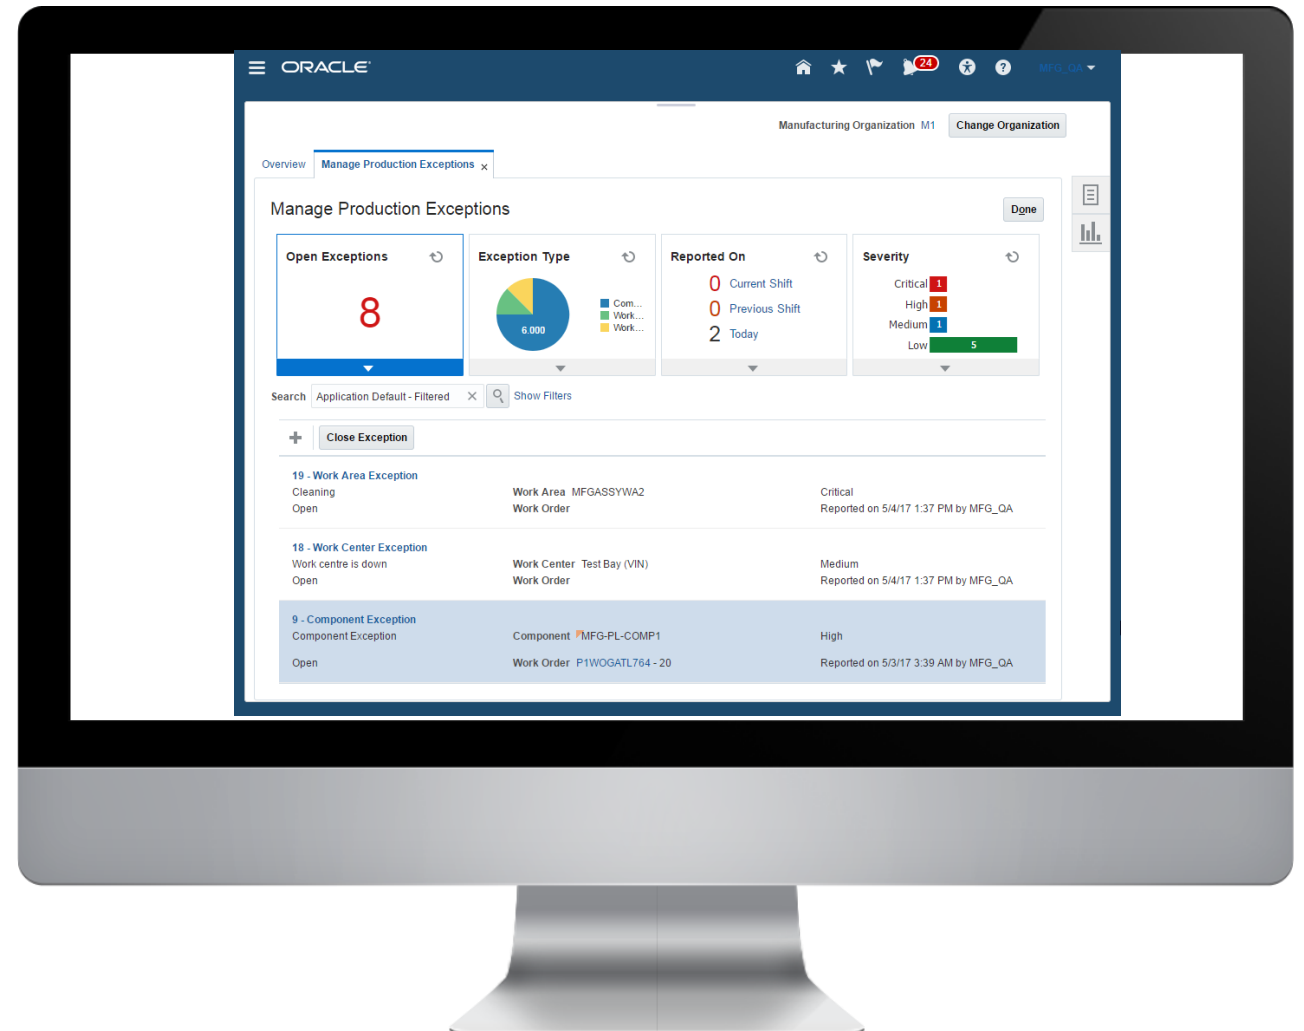 ORACLE
24
MFG_QA
Manufacturing Organization M1 Change Organization
Overview Manage Production Exceptions x
Manage Production Exceptions
Done
Open Exceptions
8
Exception Type
6.000
Com...
Work...
Work...
Reported On
0 Current Shift
0 Previous Shift
2 Today
Severity
Critical 1
High 1
Medium 1
Low 5
Search Application Default - Filtered Show Filters
Close Exception
19 - Work Area Exception
Cleaning Work Area MFGASSYWA2 Critical
Open Work Order Reported on 5/4/17 1:37 PM by MFG_QA
18 - Work Center Exception
Work centre is down Work Center Test Bay (VIN) Medium
Open Work Order Reported on 5/4/17 1:37 PM by MFG_QA
9 - Component Exception
Component Exception Component MFG-PL-COMP1 High
Open Work Order P1WOGATL764 - 20 Reported on 5/3/17 3:39 AM by MFG_QA